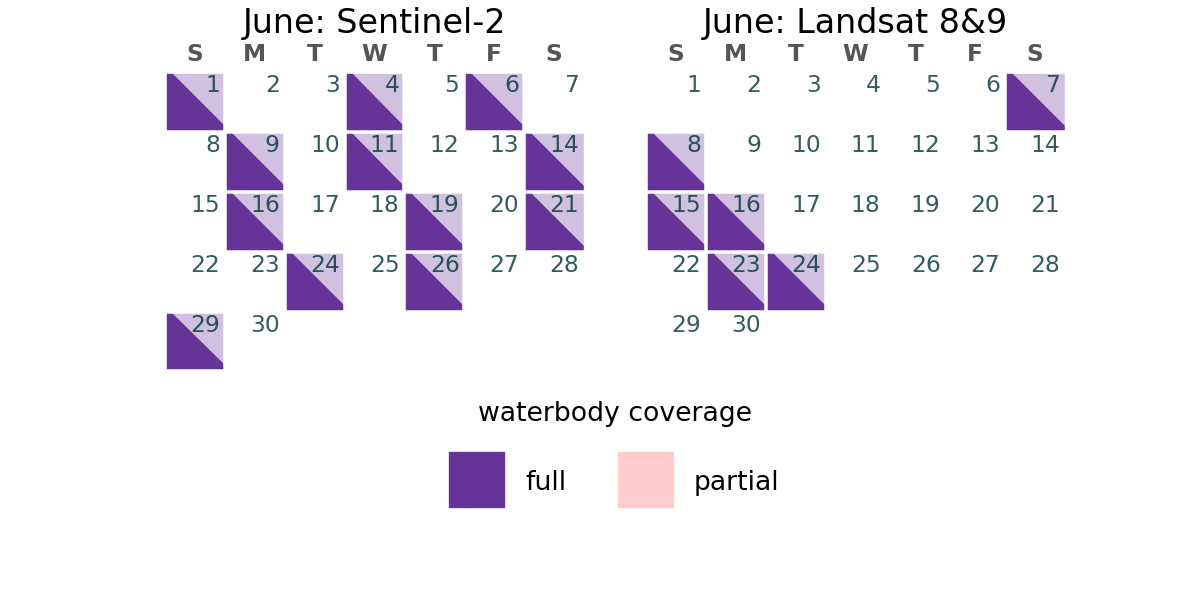 June: Sentinel-2
S M T W T F S
1 2 3 4 5 6 7
8 9 10 11 12 13 14
15 16 17 18 19 20 21
22 23 24 25 26 27 28
29 30
June: Landsat 8&9
S M T W T F S
1 2 3 4 5 6 7
8 9 10 11 12 13 14
15 16 17 18 19 20 21
22 23 24 25 26 27 28
29 30
waterbody coverage
full partial